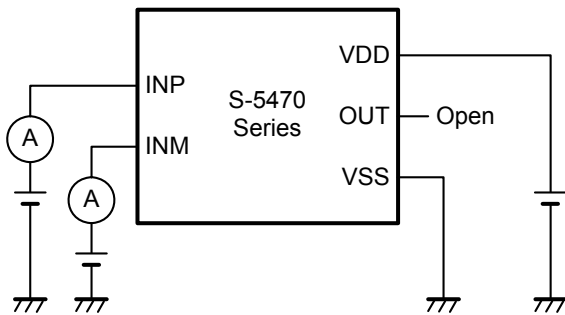 VDD
INP
S-5470
Series
A
OUT
Open
INM
A
VSS